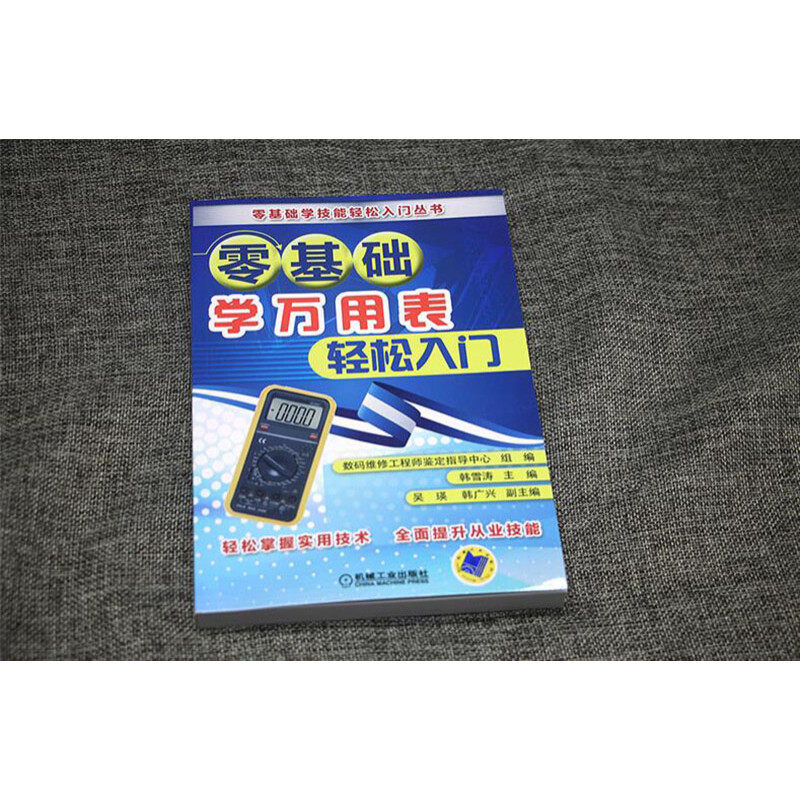 零基础学技能轻松入门丛书
零基础
学万用表
轻松入门
.0000
CE
数码维修工程师鉴定指导中心 组 编
韩雪涛 主 编
吴 瑛 韩广兴 副主编
轻松掌握实用技术 全面提升从业技能
机械工业出版社
CHINA MACHINE PRESS